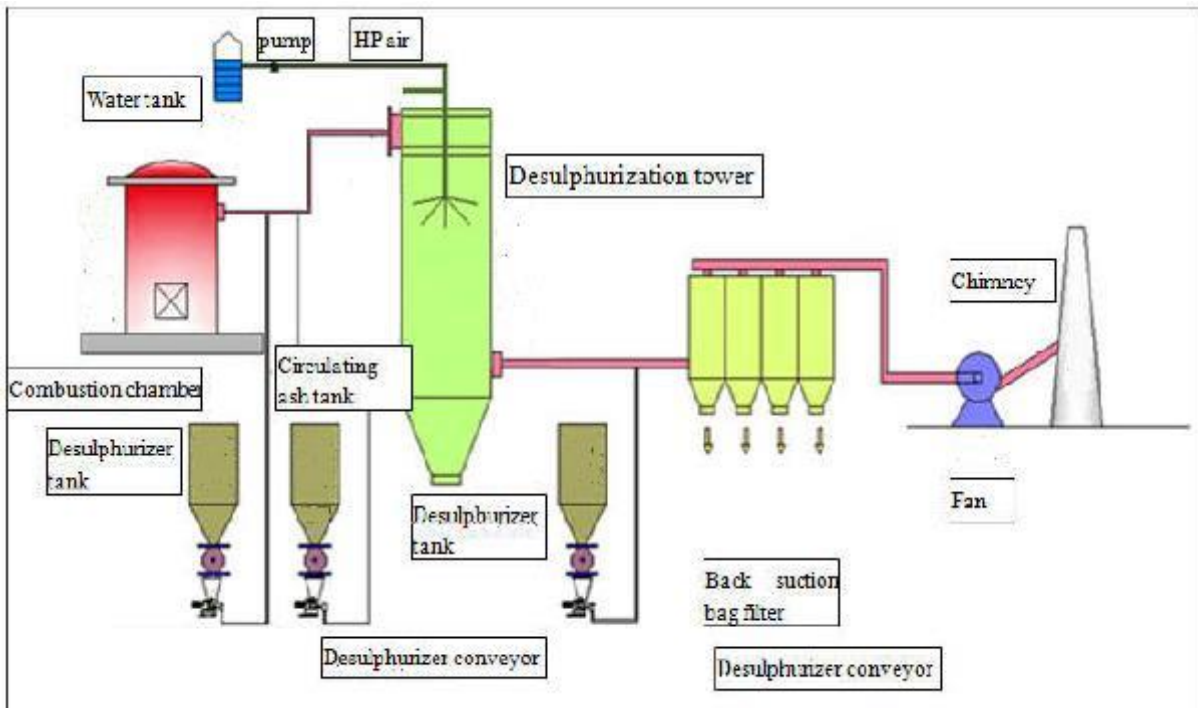 pump
HP air
Water tank
Desulphurization tower
Chimney
Circulating
ash tank
Combustion chamber
Desulphurizer
tank
Desulphurizer
tank
Fan
Back suction
bag filter
Desulphurizer conveyor
Desulphurizer conveyor